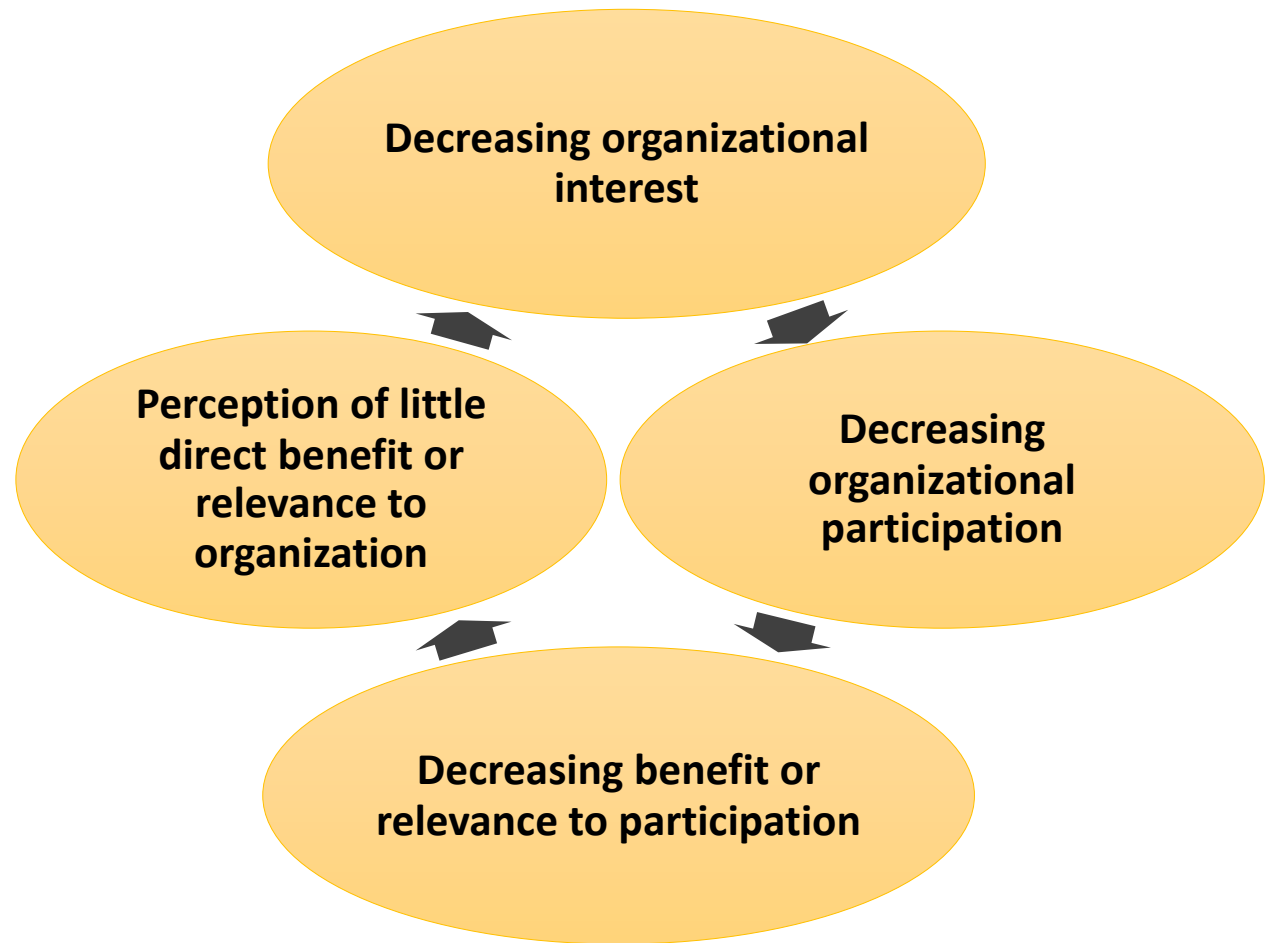 Decreasing organizational
interest
Perception of little
direct benefit or
relevance to
organization
Decreasing
organizational
participation
Decreasing benefit or
relevance to participation